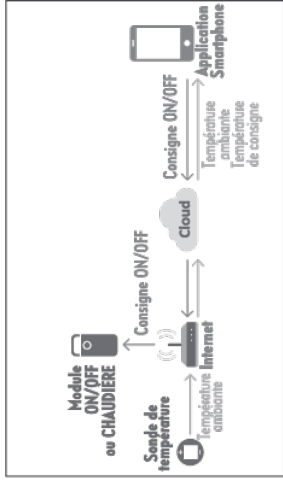 Module
ON/OFF
ou CHAUDIERE
Consigne ON/OFF
Sonde de
température
Température
ambiante
Internet
Cloud
Consigne ON/OFF
Température
ambiante
Température
de consigne
Application
Smartphone